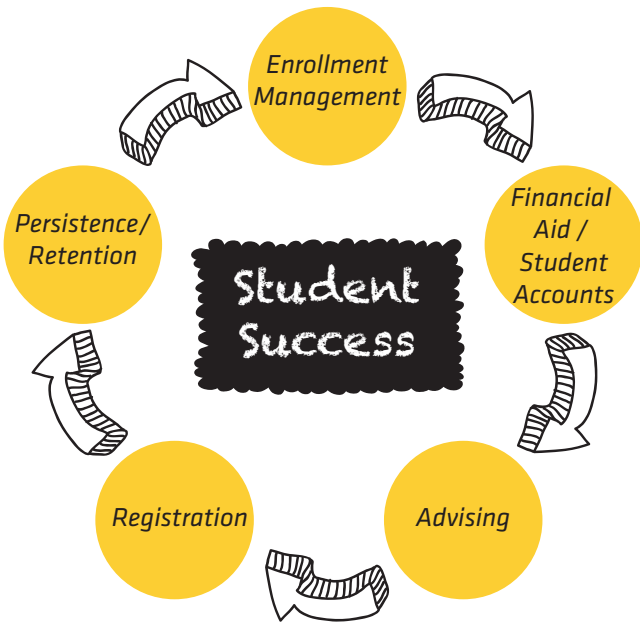 Enrollment
Management
Financial
Aid /
Student
Accounts
Advising
Registration
Persistence/
Retention
Student
Success